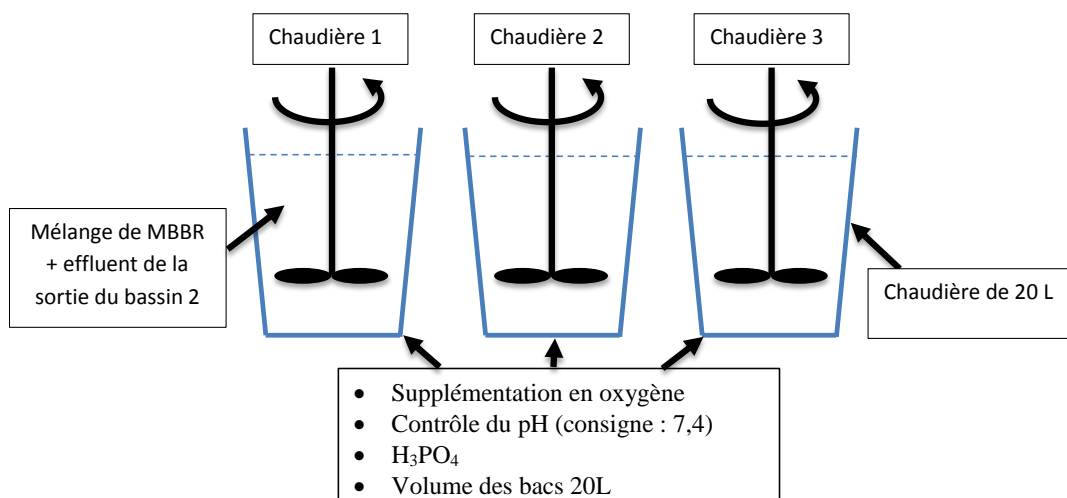 Chaudière 1
Chaudière 2
Chaudière 3
Mélange de MBBR
+ effluent de la
sortie du bassin 2
Chaudière de 20 L
• Supplémentation en oxygène
• Contrôle du pH (consigne : 7,4)
• H₃PO₄
• Volume des bacs 20L